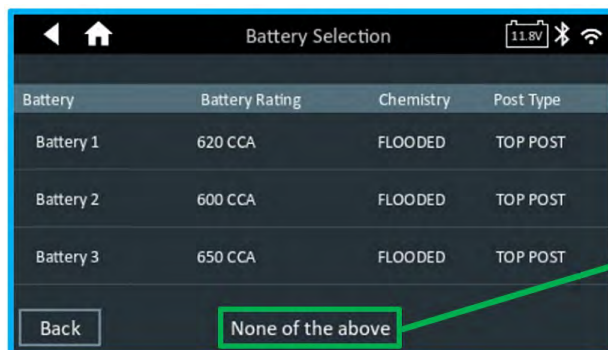 Battery Selection 11.8V
Battery Battery Rating Chemistry Post Type
Battery 1 620 CCA FLOODED TOP POST
Battery 2 600 CCA FLOODED TOP POST
Battery 3 650 CCA FLOODED TOP POST
Back None of the above